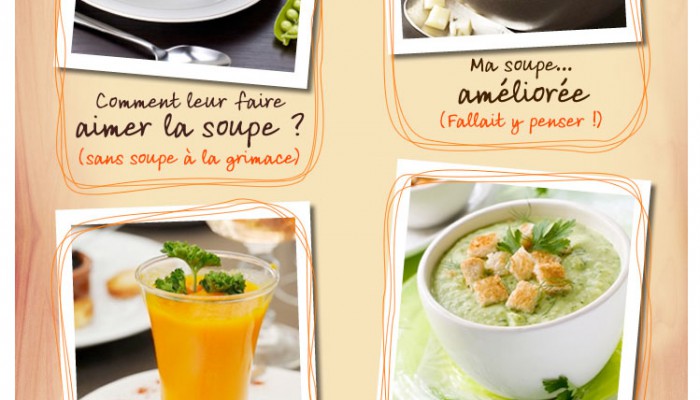 Comment leur faire
aimer la soupe ?
(sans soupe à la grimace)
Ma soupe...
améliorée
(Fallait y penser !)